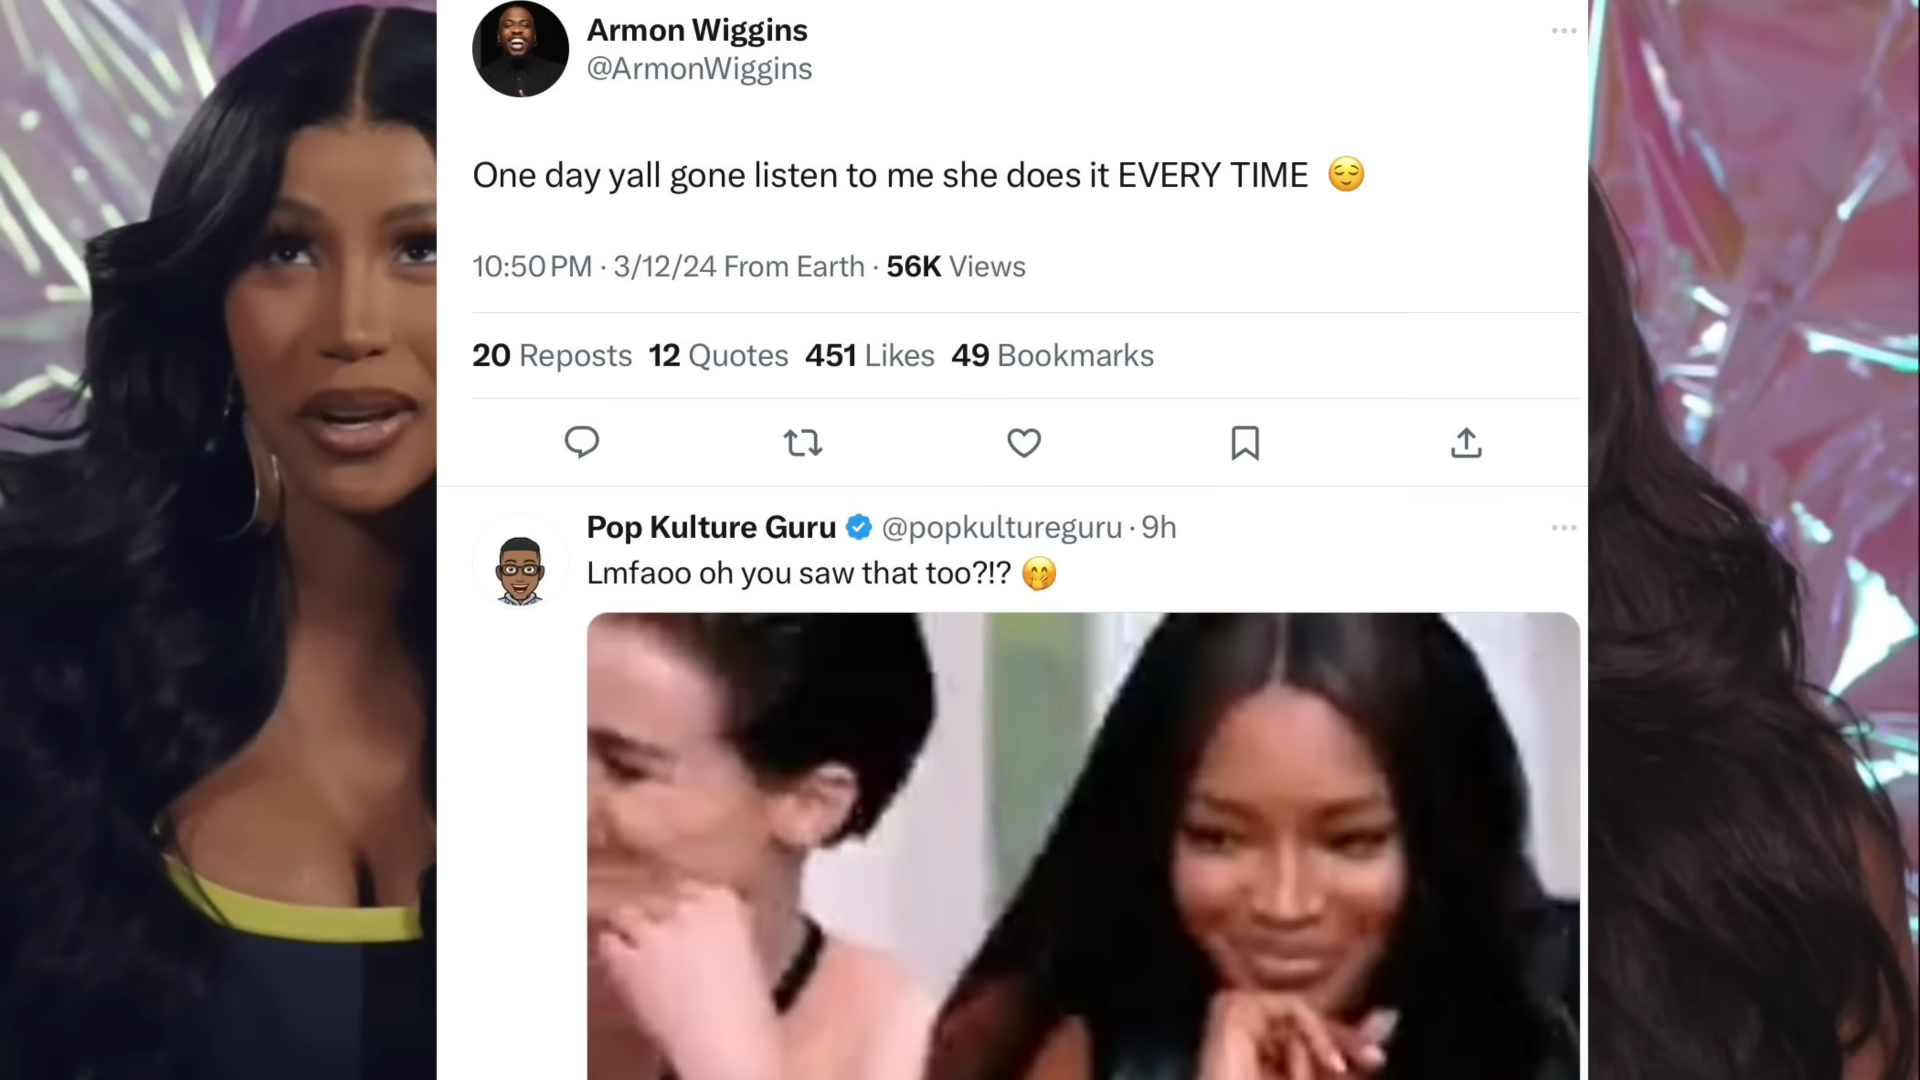 Armon Wiggins
@ArmonWiggins
One day yall gone listen to me she does it EVERY TIME 😌
10:50 PM · 3/12/24 From Earth · 56K Views
20 Reposts 12 Quotes 451 Likes 49 Bookmarks
Pop Kulture Guru @popkultureguru · 9h
Lmfaoo oh you saw that too?!? 🤭